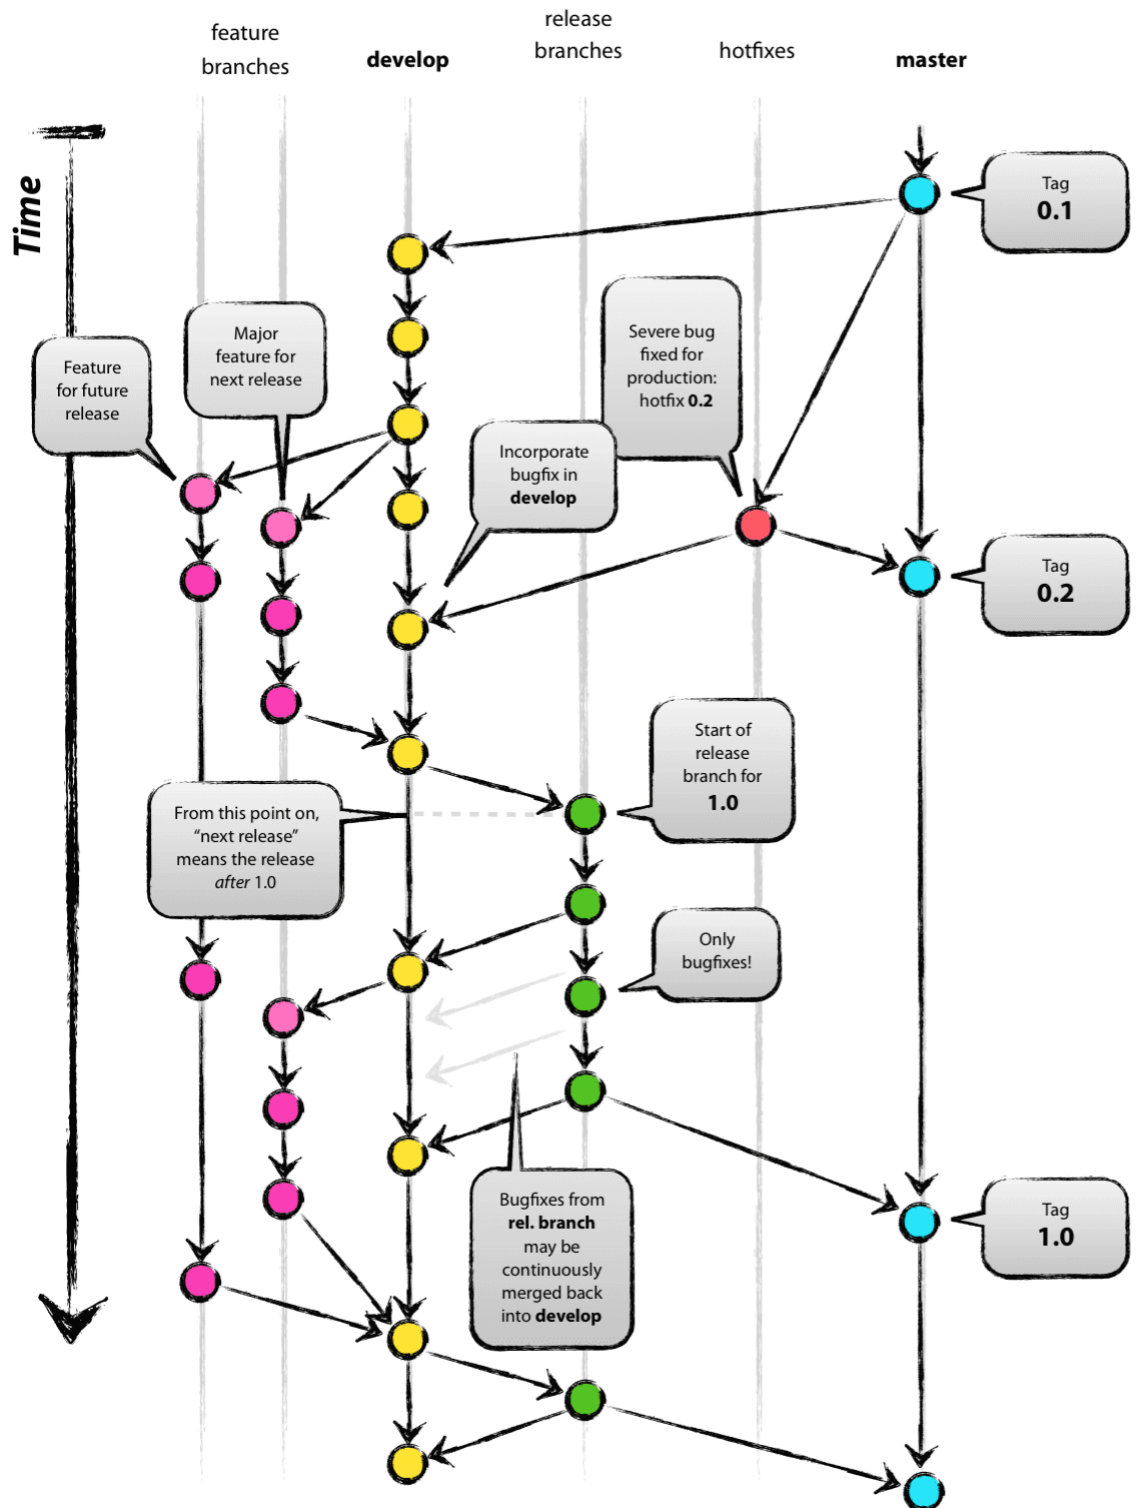 feature
branches
develop
release
branches
hotfixes
master
Time
Tag
0.1
Major
feature for
next release
Feature
for future
release
Severe bug
fixed for
production:
hotfix 0.2
Incorporate
bugfix in
develop
Tag
0.2
Start of
release
branch for
1.0
From this point on,
“next release”
means the release
after 1.0
Only
bugfixes!
Bugfixes from
rel. branch
may be
continuously
merged back
into develop
Tag
1.0